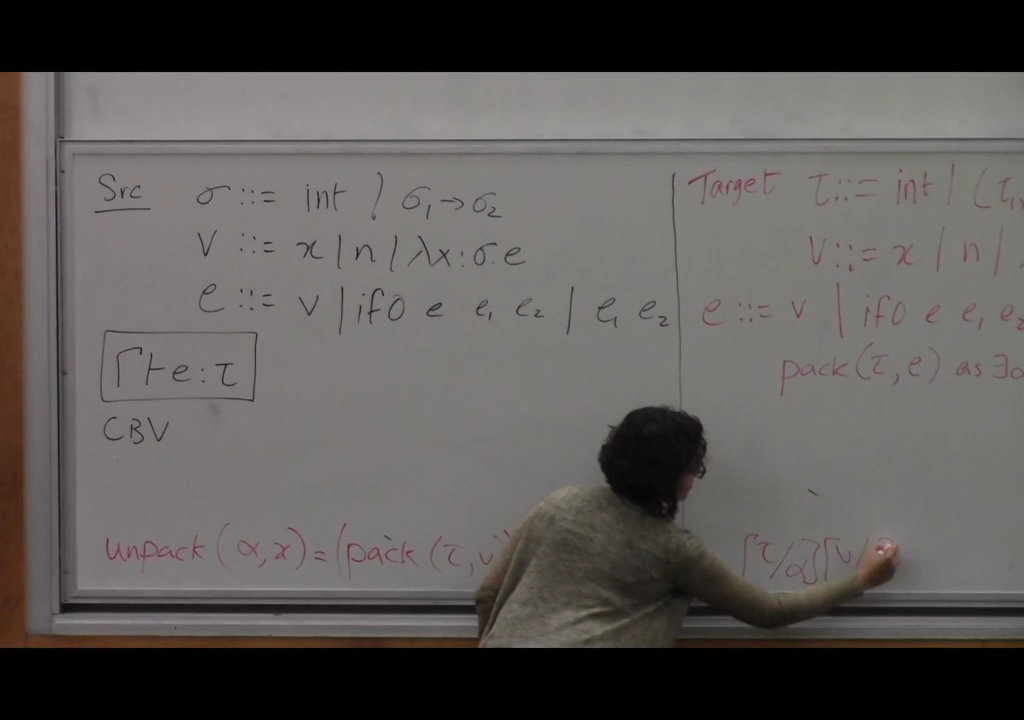 Src σ ::= int | σ₁ → σ₂
v ::= x | n | λx:σ.e
e ::= v | if0 e e₁ e₂ | e₁ e₂
Γ ⊢ e : τ
CBV
Target τ ::= int | (τ₁,
v ::= x | n |
e ::= v | if0 e e₁ e₂
pack(τ, e) as ∃α
unpack (α, x) = (pack (τ, v
[τ/α][v/